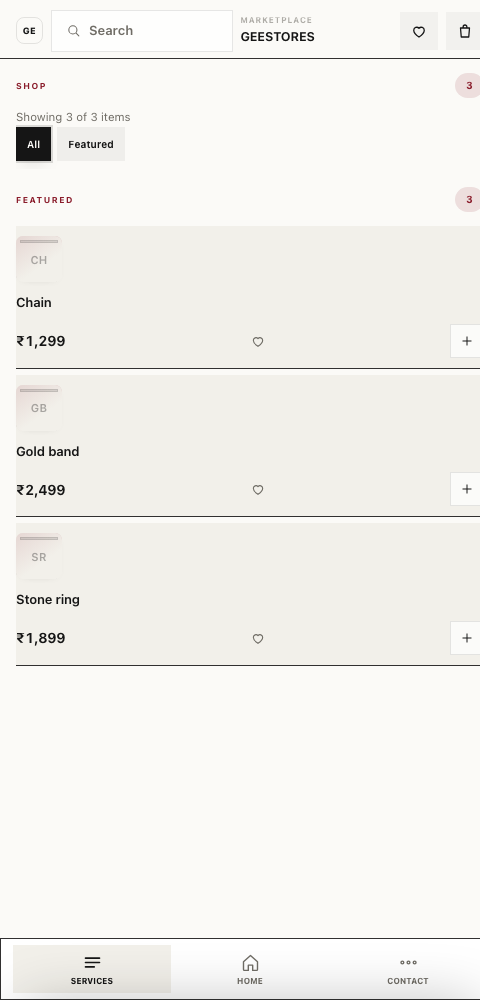 GE
Search
MARKETPLACE
GEESTORES
SHOP
3
Showing 3 of 3 items
All
Featured
FEATURED
3
CH
Chain
₹1,299
GB
Gold band
₹2,499
SR
Stone ring
₹1,899
SERVICES
HOME
CONTACT